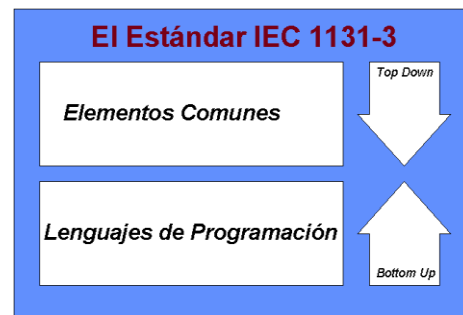 El Estándar IEC 1131-3
Top Down
Elementos Comunes
Lenguajes de Programación
Bottom Up